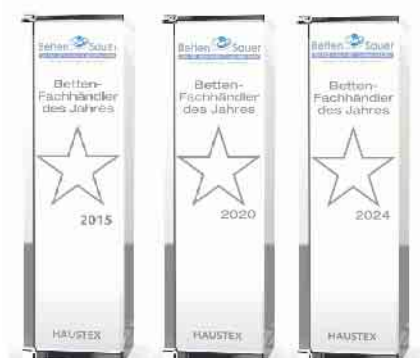 Betten Sauer
Betten-
Fachhändler
des Jahres
2015
HAUSTEX
Betten Sauer
Betten-
Fachhändler
des Jahres
2020
HAUSTEX
Betten Sauer
Betten-
Fachhändler
des Jahres
2024
HAUSTEX